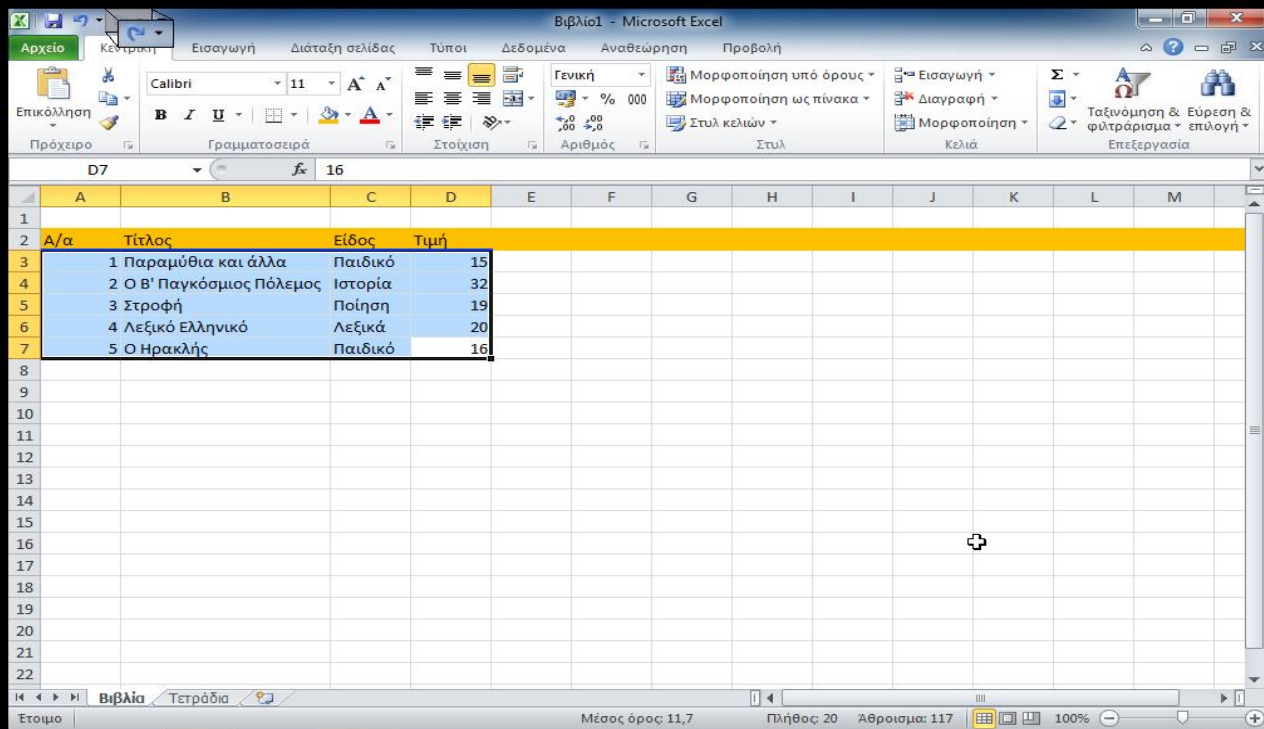 Βιβλίο1 - Microsoft Excel
Αρχείο Κεντρική Εισαγωγή Διάταξη σελίδας Τύποι Δεδομένα Αναθεώρηση Προβολή
Επικόλληση
Calibri 11
B I U
Γενική
% 000
Μορφοποίηση υπό όρους
Μορφοποίηση ως πίνακα
Στυλ κελιών
Εισαγωγή
Διαγραφή
Μορφοποίηση
Σ
Ταξινόμηση & φιλτράρισμα
Εύρεση & επιλογή
Πρόχειρο Γραμματοσειρά Στοίχιση Αριθμός Στυλ Κελιά Επεξεργασία
D7 fx 16
A B C D E F G H I J K L M
1
2 Α/α Τίτλος Είδος Τιμή
3 1 Παραμύθια και άλλα Παιδικό 15
4 2 Ο Β' Παγκόσμιος Πόλεμος Ιστορία 32
5 3 Στροφή Ποίηση 19
6 4 Λεξικό Ελληνικό Λεξικά 20
7 5 Ο Ηρακλής Παιδικό 16
8
9
10
11
12
13
14
15
16
17
18
19
20
21
22
Βιβλία Τετράδια
Έτοιμο Μέσος όρος: 11,7 Πλήθος: 20 Άθροισμα: 117 100%